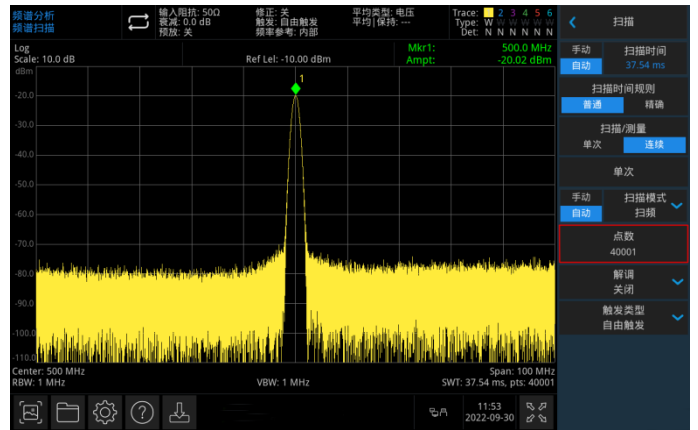 频谱分析
频谱扫描
输入阻抗: 50Ω
衰减: 0.0 dB
预放: 关
修正: 关
触发: 自由触发
频率参考: 内部
平均类型: 电压
平均|保持: ---
Trace: 1 2 3 4 5 6
Type: W W W W W W
Det: N N N N N N
Log
Scale: 10.0 dB
Ref Lel: -10.00 dBm
Mkr1: 500.0 MHz
Ampt: -20.02 dBm
dBm
1
-20.0
-30.0
-40.0
-50.0
-60.0
-70.0
-80.0
-90.0
-100.0
-110.0
Center: 500 MHz
RBW: 1 MHz
VBW: 1 MHz
Span: 100 MHz
SWT: 37.54 ms, pts: 40001
11:53
2022-09-30
扫描
手动
自动
扫描时间
37.54 ms
扫描时间规则
普通 精确
扫描/测量
单次 连续
单次
手动
自动
扫描模式
扫频
点数
40001
解调
关闭
触发类型
自由触发